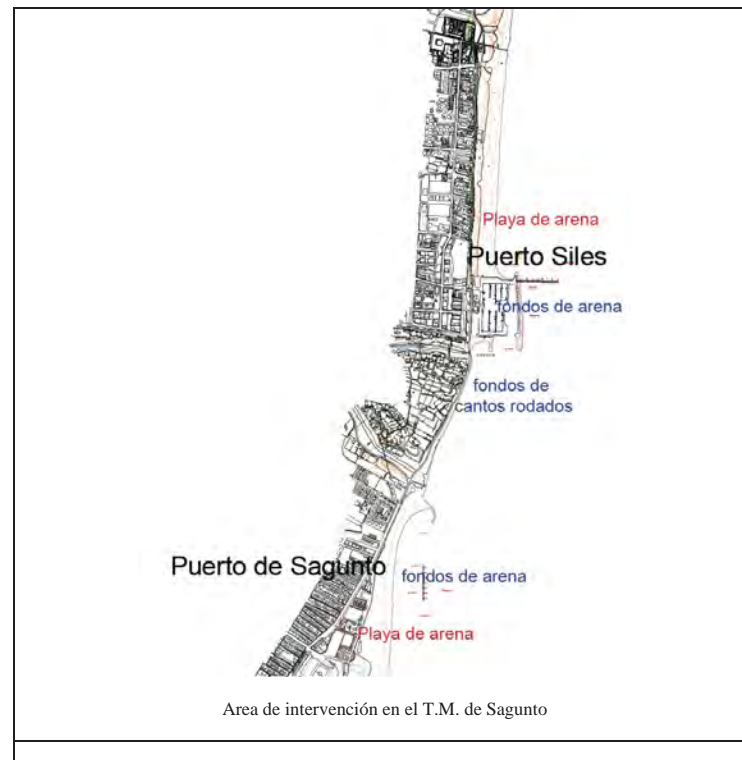 Playa de arena
Puerto Siles
fondos de arena
fondos de
cantos rodados
Puerto de Sagunto
fondos de arena
Playa de arena
Area de intervención en el T.M. de Sagunto